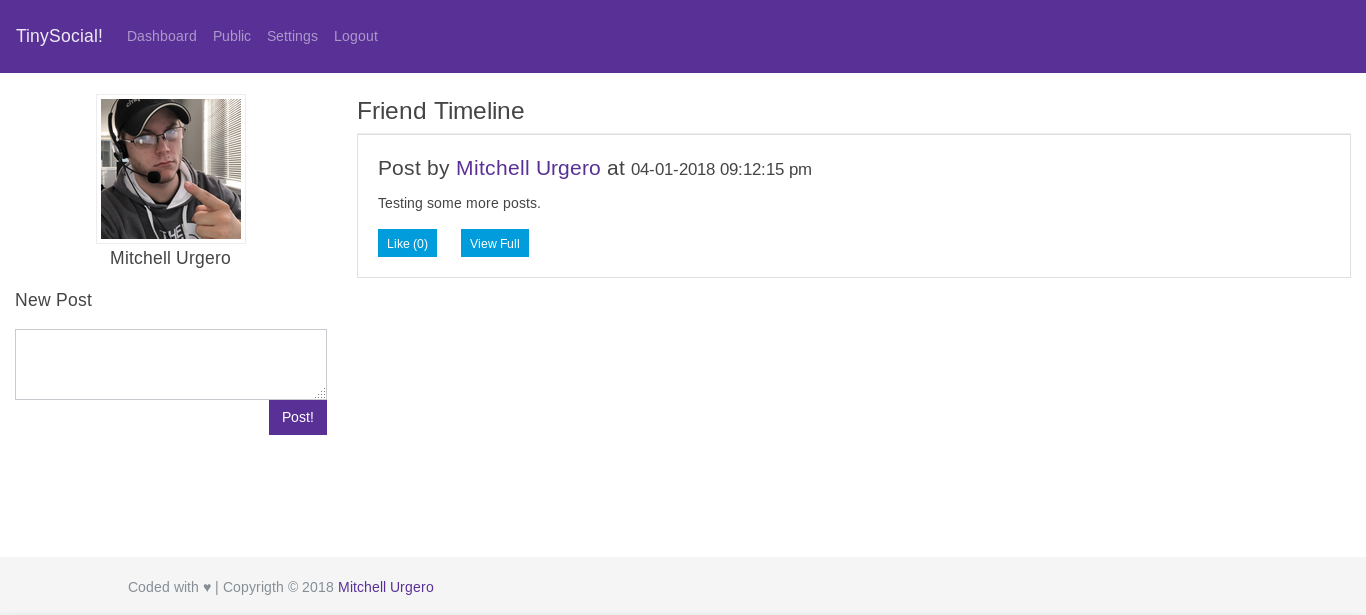 TinySocial! Dashboard Public Settings Logout
Mitchell Urgero
New Post
Post!
Friend Timeline
Post by Mitchell Urgero at 04-01-2018 09:12:15 pm
Testing some more posts.
Like (0) View Full
Coded with ♥ | Copyrigth © 2018 Mitchell Urgero